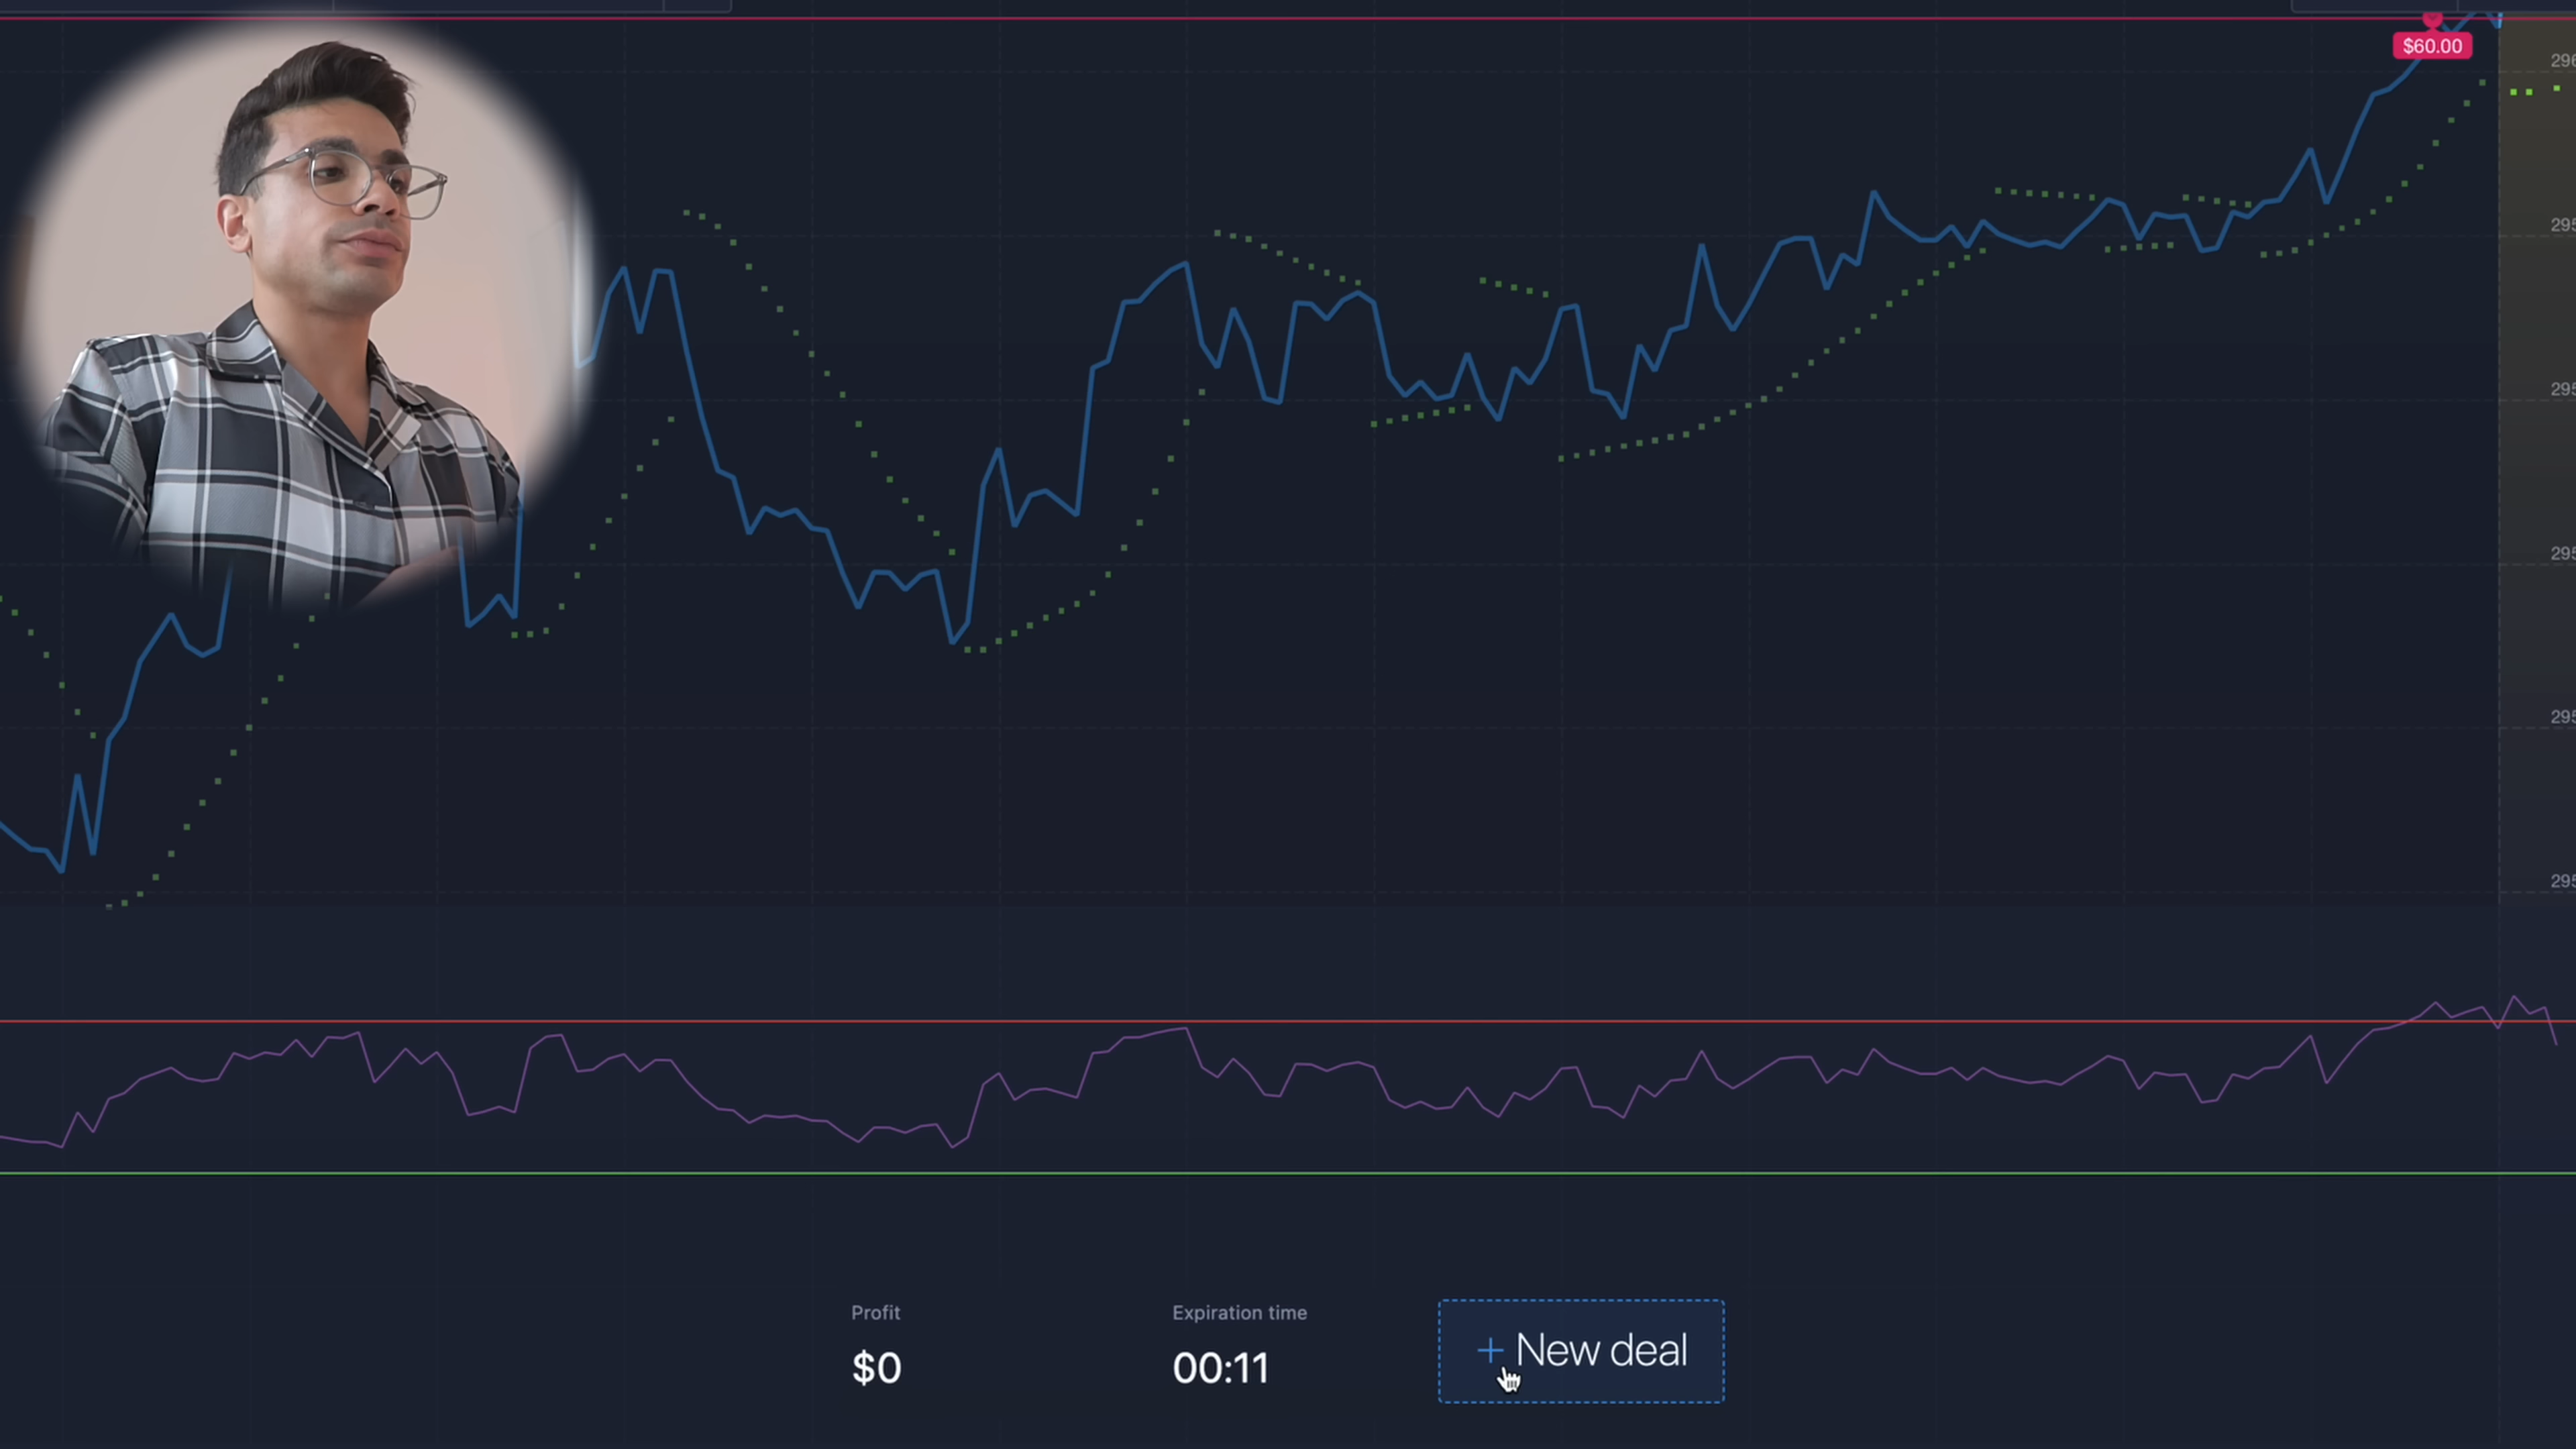 $60.00
Profit
Expiration time
$0
00:11
+ New deal